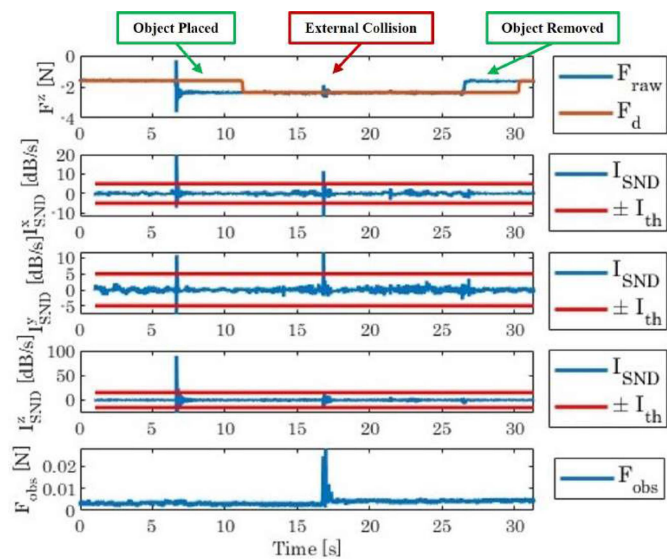 Object Placed
External Collision
Object Removed
F^z [N]
0
-2
-4
0 5 10 15 20 25 30
F_raw
F_d
I^x_SND [dB/s]
20
10
0
-10
0 5 10 15 20 25 30
I_SND
± I_th
I^y_SND [dB/s]
10
5
0
-5
0 5 10 15 20 25 30
I_SND
± I_th
I^z_SND [dB/s]
100
50
0
0 5 10 15 20 25 30
I_SND
± I_th
F_obs [N]
0.02
0.01
0
0 5 10 15 20 25 30
F_obs
Time [s]